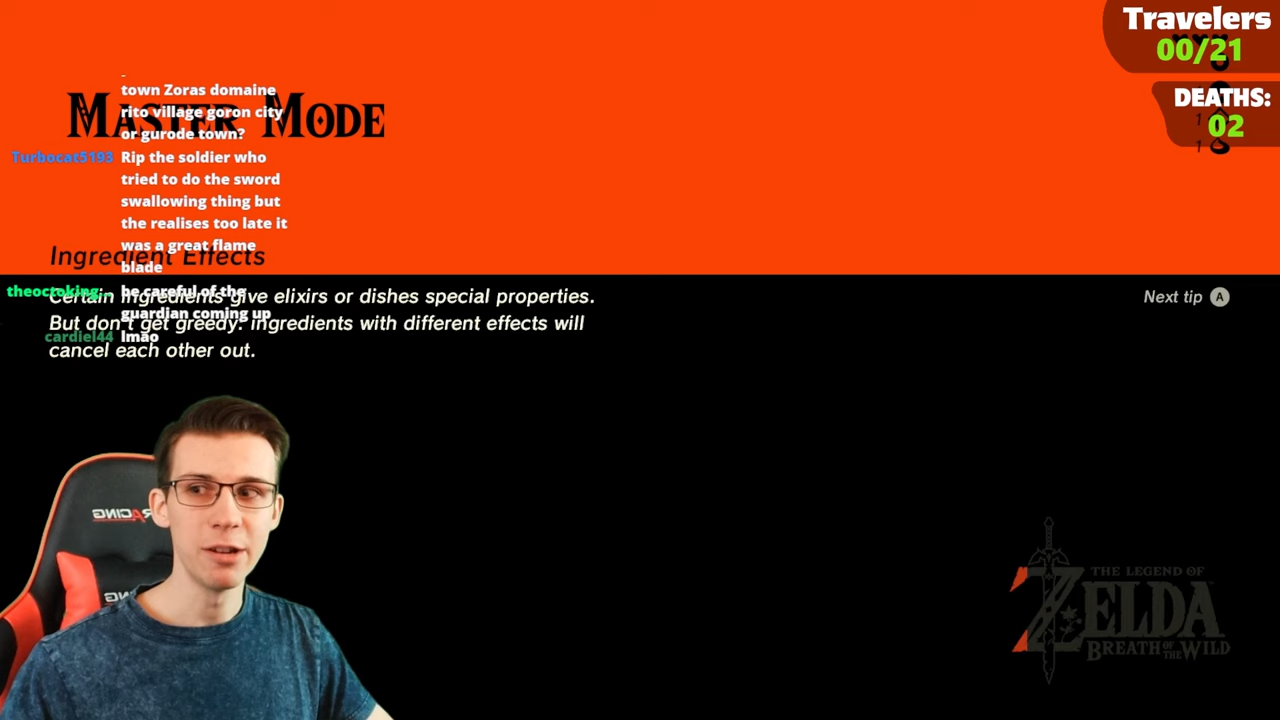 Travelers
00/21
DEATHS:
02
1
1
MASTER MODE
-
town Zoras domaine
rito village goron city
or gurode town?
Turbocat5193 Rip the soldier who
tried to do the sword
swallowing thing but
the realises too late it
was a great flame
blade
theoctoking... be careful of the
guardian coming up
cardiel44 lmão
Ingredient Effects
Certain ingredients give elixirs or dishes special properties.
But don't get greedy. Ingredients with different effects will
cancel each other out.
Next tip A
RACING
THE LEGEND OF
ZELDA
BREATH OF THE WILD